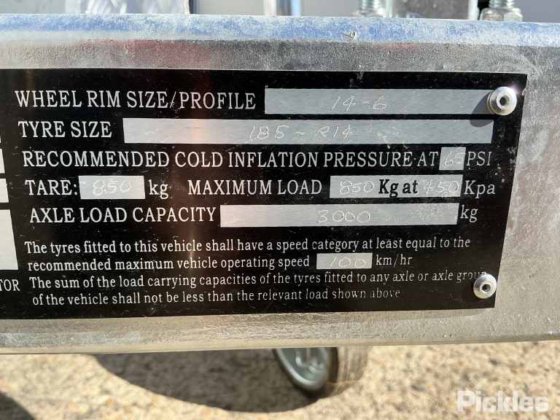 WHEEL RIM SIZE/PROFILE 14-6
TYRE SIZE 185-R14
RECOMMENDED COLD INFLATION PRESSURE AT 65 PSI
TARE: 850 kg MAXIMUM LOAD 850 Kg at 450 Kpa
AXLE LOAD CAPACITY 3000 kg
The tyres fitted to this vehicle shall have a speed category at least equal to the
recommended maximum vehicle operating speed 100 km/hr
TOR The sum of the load carrying capacities of the tyres fitted to any axle or axle group
of the vehicle shall not be less than the relevant load shown above
Pickles